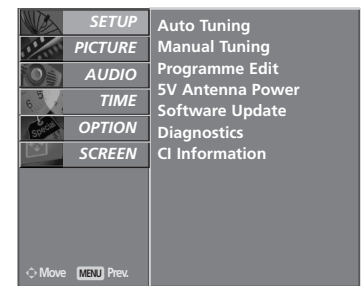 SETUP
PICTURE
AUDIO
TIME
OPTION
SCREEN
Auto Tuning
Manual Tuning
Programme Edit
5V Antenna Power
Software Update
Diagnostics
CI Information
Move MENU Prev.